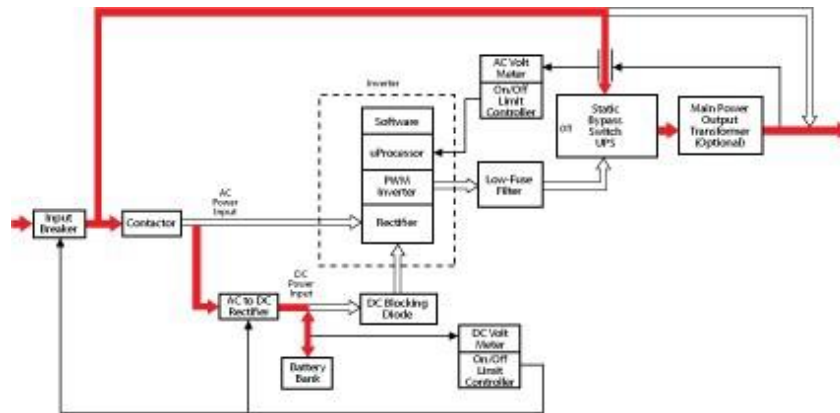 Inverter
Software
uProcessor
PWM
Inverter
Rectifier
AC Volt
Meter
On/Off
Limit
Controller
Off
Static
Bypass
Switch
UPS
Main Power
Output
Transformer
(Optional)
Low-Fuse
Filter
Input
Breaker
Contactor
AC
Power
Input
DC
Power
Input
AC to DC
Rectifier
DC Blocking
Diode
Battery
Bank
DC Volt
Meter
On/Off
Limit
Controller